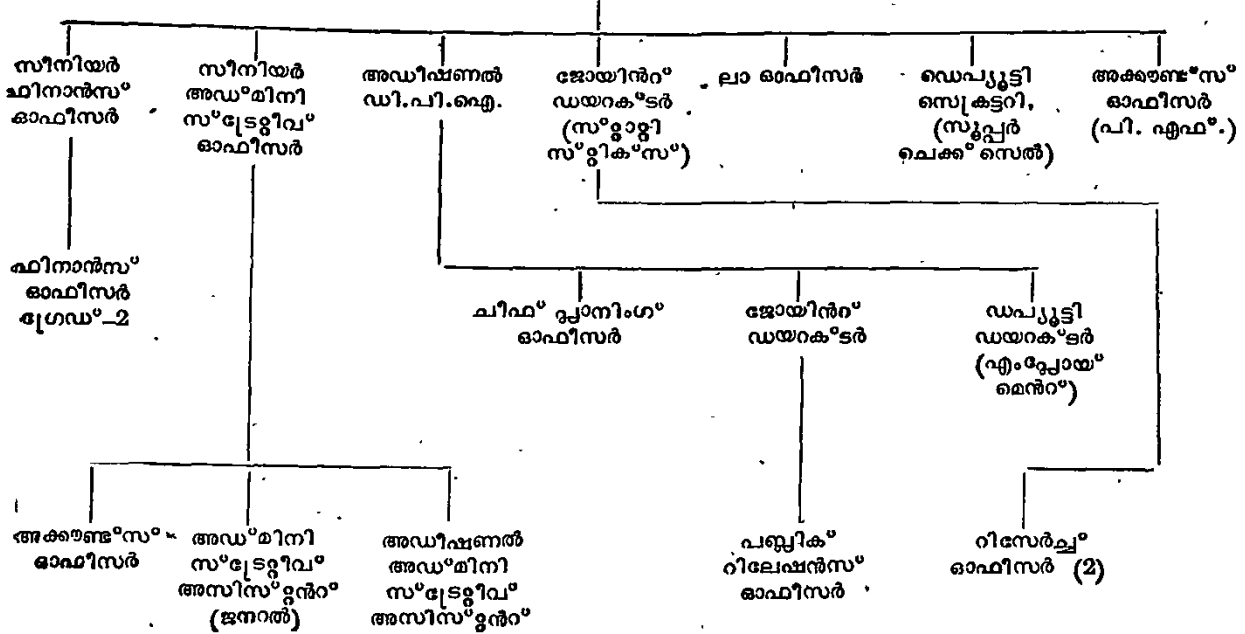 സീനിയർ
ഫിനാൻസ്
ഓഫീസർ
സീനിയർ
അഡ്മിനി
സ്ട്രേറ്റീവ്
ഓഫീസർ
അഡീഷണൽ
ഡി.പി.ഐ.
ജോയിൻറ്
ഡയറക്ടർ
(സ്റ്റാറ്റി
സ്റ്റിക്സ്)
ലാ ഓഫീസർ
ഡെപ്യൂട്ടി
സെക്രട്ടറി,
(സൂപ്പർ
ചെക്ക് സെൽ)
അക്കൗണ്ട്സ്
ഓഫീസർ
(പി. എഫ്.)
ഫിനാൻസ്
ഓഫീസർ
ഗ്രേഡ്-2
ചീഫ് പ്ലാനിംഗ്
ഓഫീസർ
ജോയിൻറ്
ഡയറക്ടർ
ഡപ്യൂട്ടി
ഡയറക്ടർ
(എംപ്ലോയ്
മെൻറ്)
അക്കൗണ്ട്സ്
ഓഫീസർ
അഡ്മിനി
സ്ട്രേറ്റീവ്
അസിസ്റ്റൻറ്
(ജനറൽ)
അഡീഷണൽ
അഡ്മിനി
സ്ട്രേറ്റീവ്
അസിസ്റ്റൻറ്
പബ്ലിക്
റിലേഷൻസ്
ഓഫീസർ
റിസേർച്ച്
ഓഫീസർ (2)